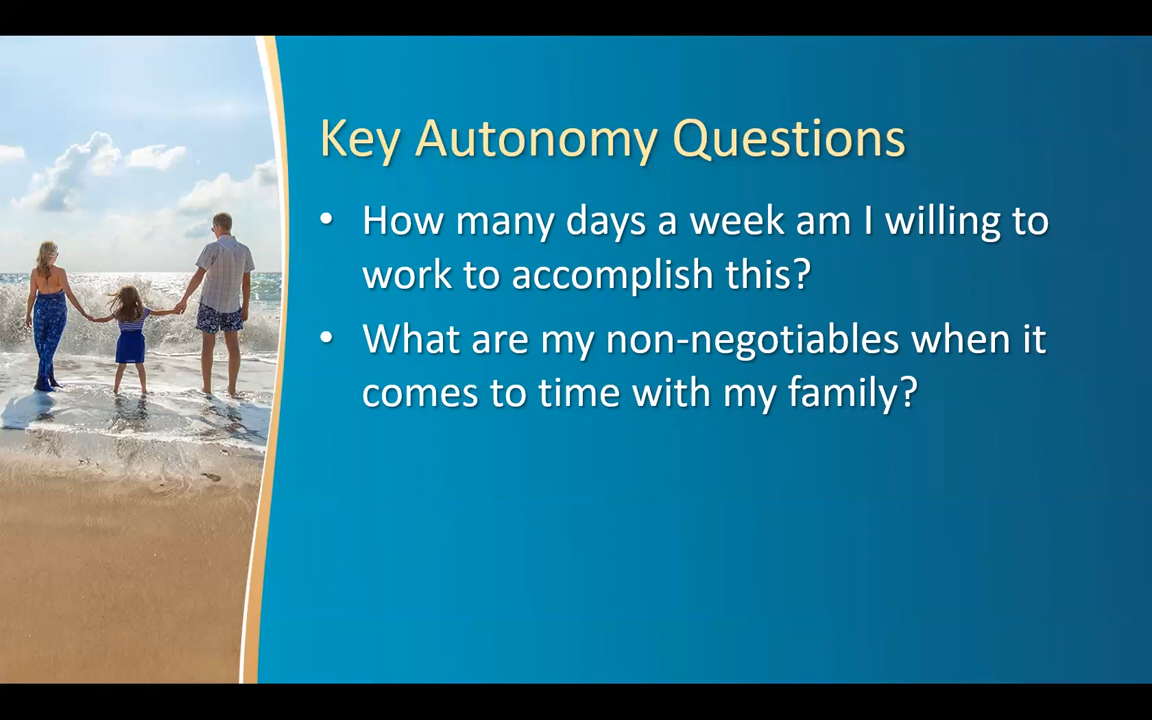 Key Autonomy Questions
• How many days a week am I willing to
work to accomplish this?
• What are my non-negotiables when it
comes to time with my family?